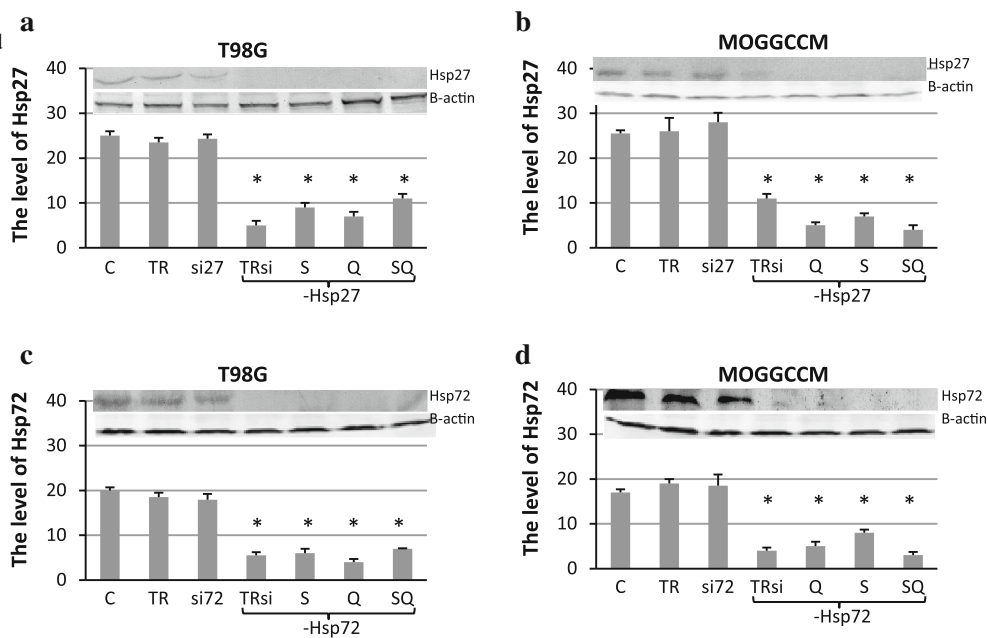 a
T98G
The level of Hsp27
40
30
20
10
0
Hsp27
B-actin
* * * *
C TR si27 TRsi S Q SQ
-Hsp27
b
MOGGCCM
The level of Hsp27
40
30
20
10
0
Hsp27
B-actin
* * * *
C TR si27 TRsi Q S SQ
-Hsp27
c
T98G
The level of Hsp72
40
30
20
10
0
Hsp72
B-actin
* * * *
C TR si72 TRsi S Q SQ
-Hsp72
d
MOGGCCM
The level of Hsp72
40
30
20
10
0
Hsp72
B-actin
* * * *
C TR si72 TRsi Q S SQ
-Hsp72